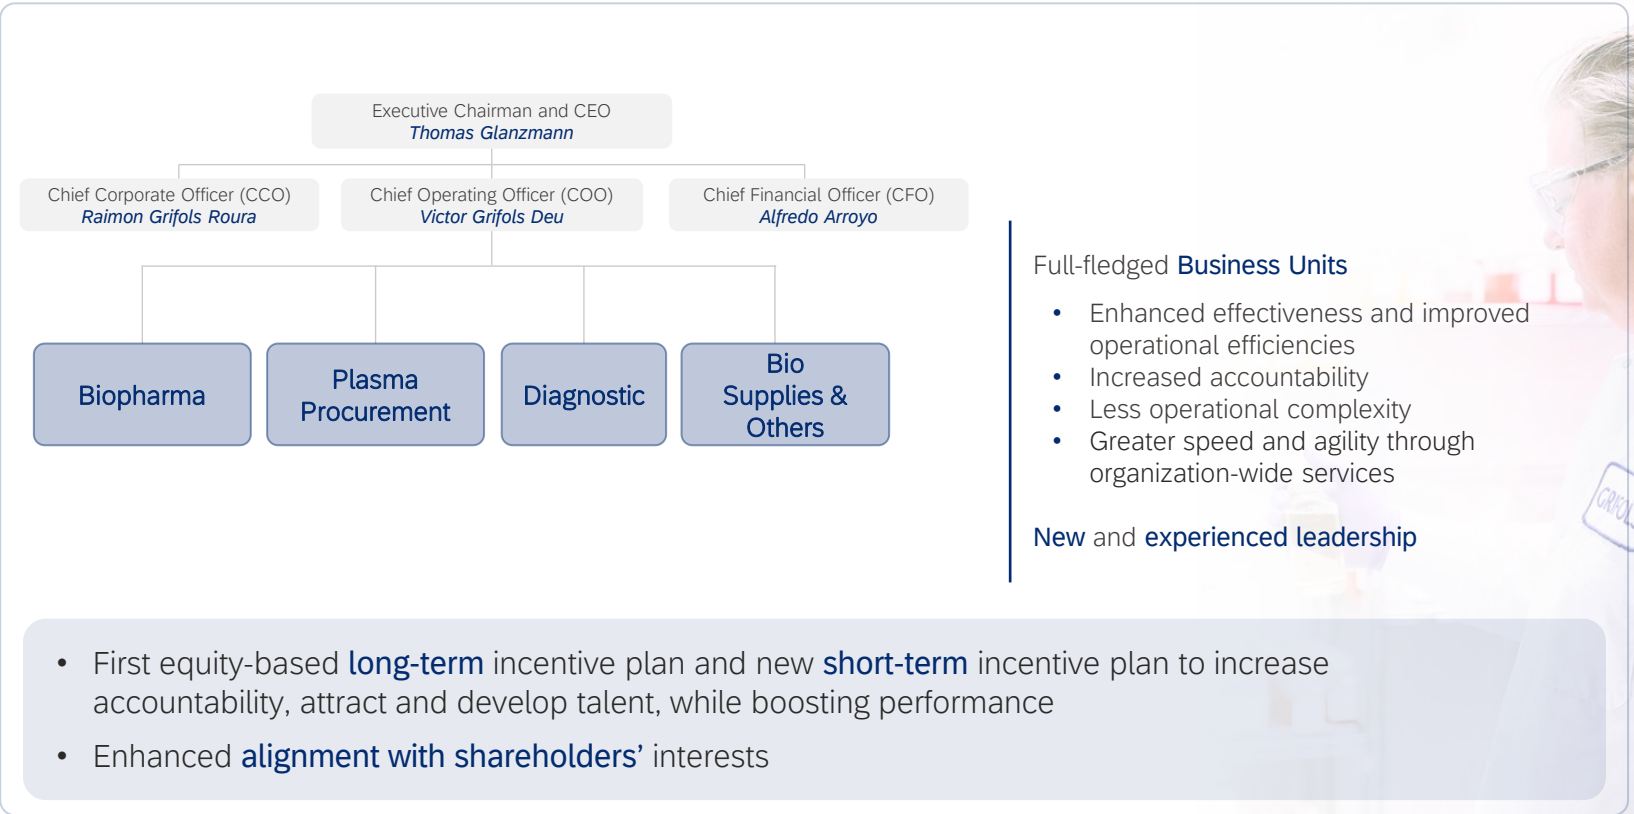 Executive Chairman and CEO
Thomas Glanzmann
Chief Corporate Officer (CCO)
Raimon Grifols Roura
Chief Operating Officer (COO)
Victor Grifols Deu
Chief Financial Officer (CFO)
Alfredo Arroyo
Biopharma
Plasma
Procurement
Diagnostic
Bio
Supplies &
Others
Full-fledged Business Units
• Enhanced effectiveness and improved
operational efficiencies
• Increased accountability
• Less operational complexity
• Greater speed and agility through
organization-wide services
New and experienced leadership
• First equity-based long-term incentive plan and new short-term incentive plan to increase
accountability, attract and develop talent, while boosting performance
• Enhanced alignment with shareholders’ interests